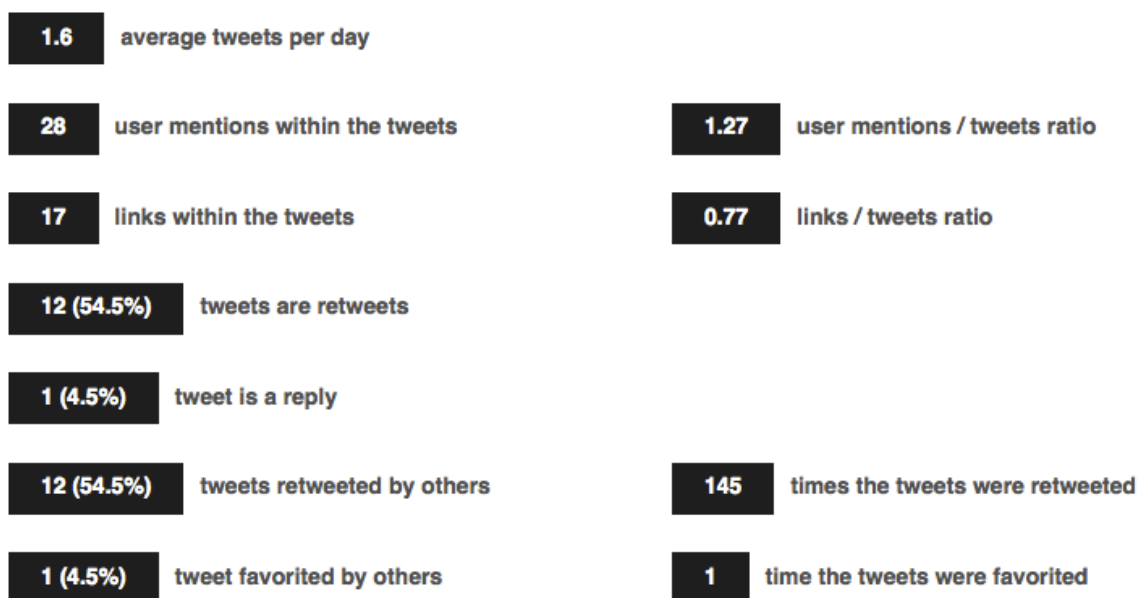 1.6 average tweets per day
28 user mentions within the tweets 1.27 user mentions / tweets ratio
17 links within the tweets 0.77 links / tweets ratio
12 (54.5%) tweets are retweets
1 (4.5%) tweet is a reply
12 (54.5%) tweets retweeted by others 145 times the tweets were retweeted
1 (4.5%) tweet favorited by others 1 time the tweets were favorited